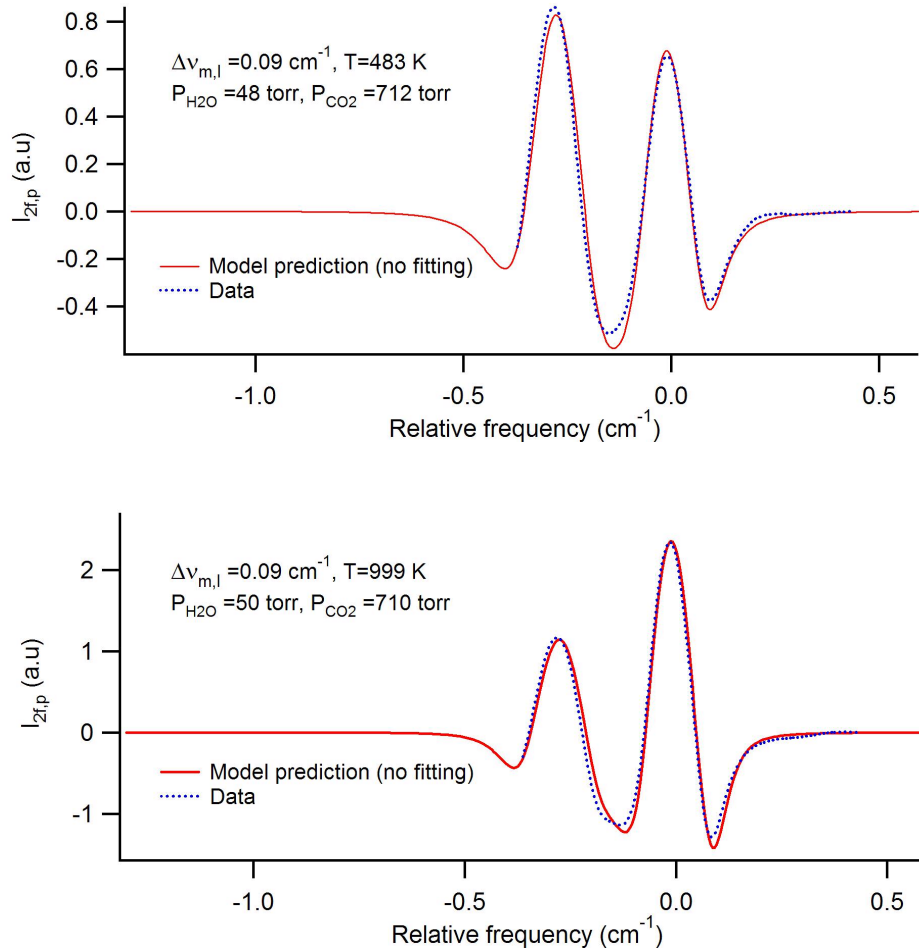 0.8
0.6
0.4
0.2
0.0
-0.2
-0.4
I2f,p (a.u)
Δνm,l =0.09 cm-1, T=483 K
PH2O =48 torr, PCO2 =712 torr
Model prediction (no fitting)
Data
-1.0 -0.5 0.0 0.5
Relative frequency (cm-1)
2
1
0
-1
I2f,p (a.u)
Δνm,l =0.09 cm-1, T=999 K
PH2O =50 torr, PCO2 =710 torr
Model prediction (no fitting)
Data
-1.0 -0.5 0.0 0.5
Relative frequency (cm-1)